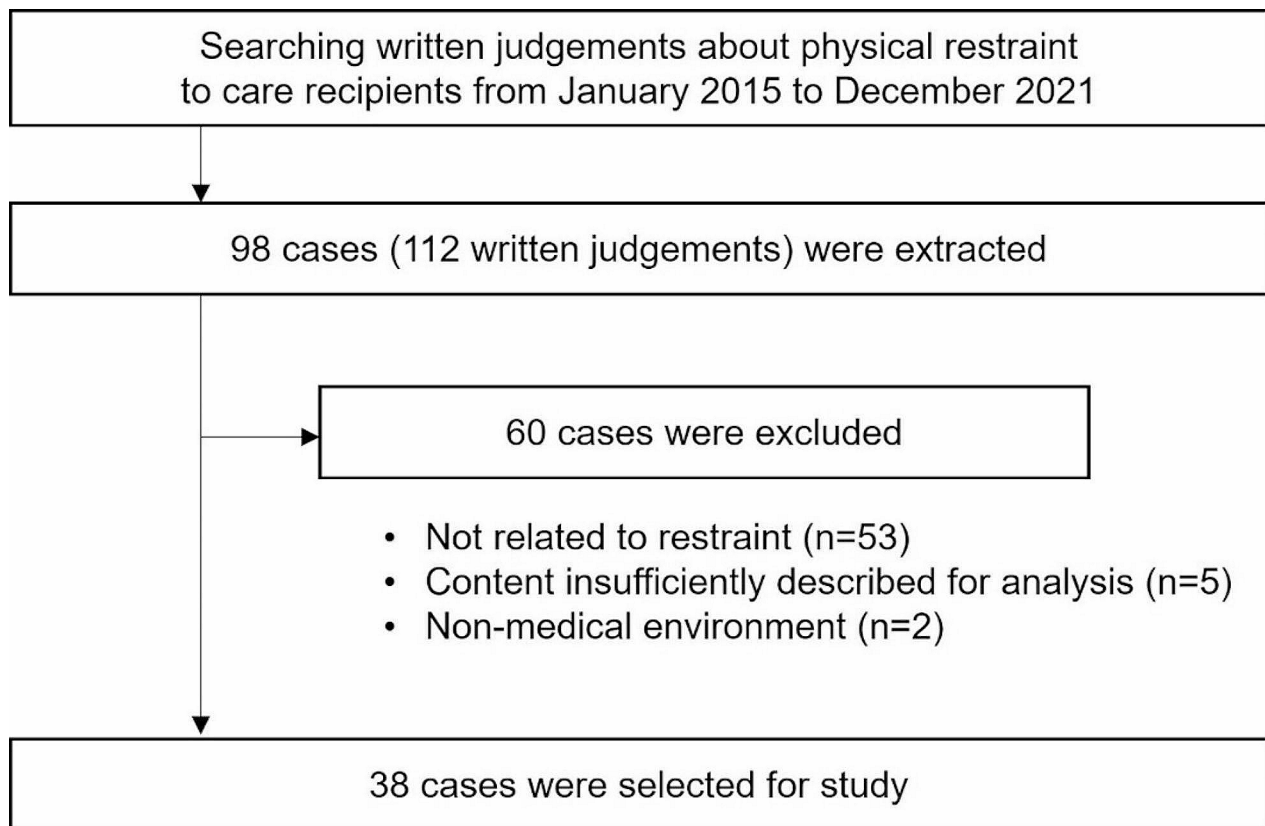 Searching written judgements about physical restraint
to care recipients from January 2015 to December 2021
98 cases (112 written judgements) were extracted
60 cases were excluded
• Not related to restraint (n=53)
• Content insufficiently described for analysis (n=5)
• Non-medical environment (n=2)
38 cases were selected for study